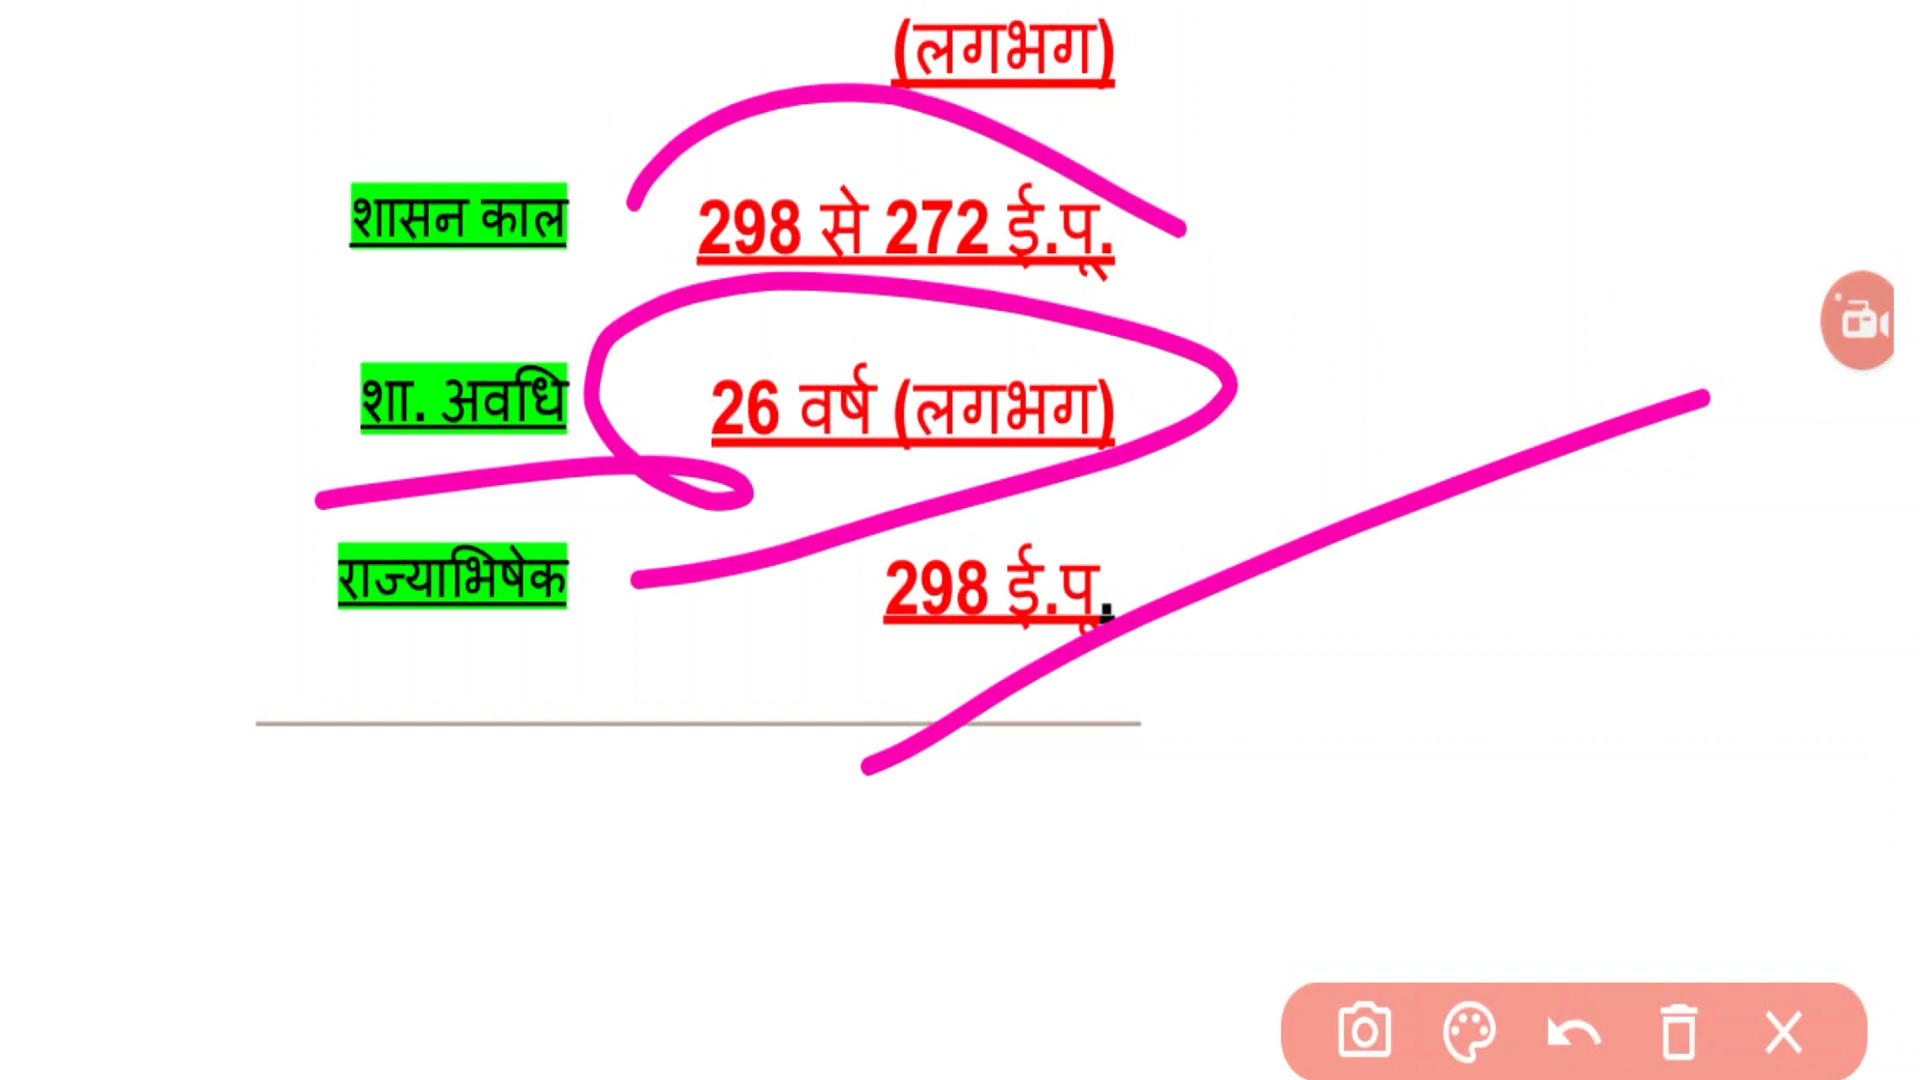 (लगभग)
शासन काल 298 से 272 ई.पू.
शा. अवधि 26 वर्ष (लगभग)
राज्याभिषेक 298 ई.पू.